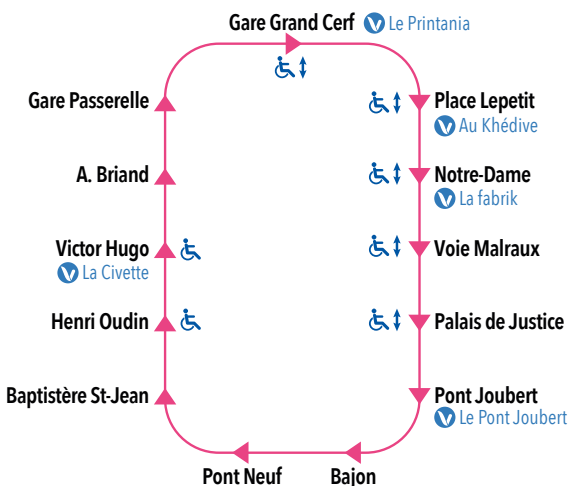 Gare Grand Cerf V Le Printania
Gare Passerelle
Place Lepetit
V Au Khédive
A. Briand
Notre-Dame
V La fabrik
Victor Hugo
V La Civette
Voie Malraux
Henri Oudin
Palais de Justice
Baptistère St-Jean
Pont Joubert
V Le Pont Joubert
Pont Neuf
Bajon